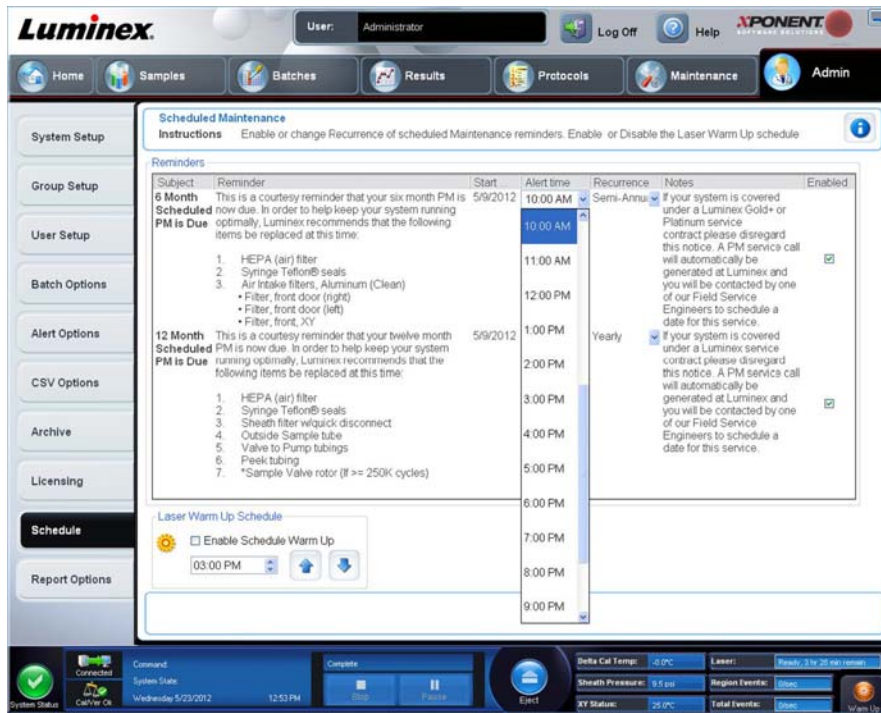 Luminex.
User: Administrator
Log Off
Help
XPONENT
SOFTWARE SOLUTIONS
Home
Samples
Batches
Results
Protocols
Maintenance
Admin
System Setup
Group Setup
User Setup
Batch Options
Alert Options
CSV Options
Archive
Licensing
Schedule
Report Options
Scheduled Maintenance
Instructions Enable or change Recurrence of scheduled Maintenance reminders. Enable or Disable the Laser Warm Up schedule
Reminders
Subject Reminder Start ... Alert time Recurrence Notes Enabled
6 Month
Scheduled
PM is Due
This is a courtesy reminder that your six month PM is
now due. In order to help keep your system running
optimally, Luminex recommends that the following
items be replaced at this time:
1. HEPA (air) filter
2. Syringe Teflon® seals
3. Air Intake filters, Aluminum (Clean)
• Filter, front door (right)
• Filter, front door (left)
• Filter, front, XY
5/9/2012
10:00 AM
Semi-Annu
If your system is covered
under a Luminex Gold+ or
Platinum service
contract please disregard
this notice. A PM service call
will automatically be
generated at Luminex and
you will be contacted by one
of our Field Service
Engineers to schedule a
date for this service.
12 Month
Scheduled
PM is Due
This is a courtesy reminder that your twelve month
PM is now due. In order to help keep your system
running optimally, Luminex recommends that the
following items be replaced at this time:
1. HEPA (air) filter
2. Syringe Teflon® seals
3. Sheath filter w/quick disconnect
4. Outside Sample tube
5. Valve to Pump tubings
6. Peek tubing
7. *Sample Valve rotor (If >= 250K cycles)
5/9/2012
Yearly
If your system is covered
under a Luminex service
contract please disregard
this notice. A PM service call
will automatically be
generated at Luminex and
you will be contacted by one
of our Field Service
Engineers to schedule a
date for this service.
10:00 AM
11:00 AM
12:00 PM
1:00 PM
2:00 PM
3:00 PM
4:00 PM
5:00 PM
6:00 PM
7:00 PM
8:00 PM
9:00 PM
Laser Warm Up Schedule
Enable Schedule Warm Up
03:00 PM
System Status
Connected
Cal/Ver Ok
Command:
System State:
Wednesday 5/23/2012 12:53 PM
Complete
Stop
Pause
Eject
Delta Cal Temp: -0.0°C
Sheath Pressure: 9.5 psi
XY Status: 25.0°C
Laser: Ready, 3 hr 26 min remain
Region Events: 0/sec
Total Events: 0/sec
Warm Up